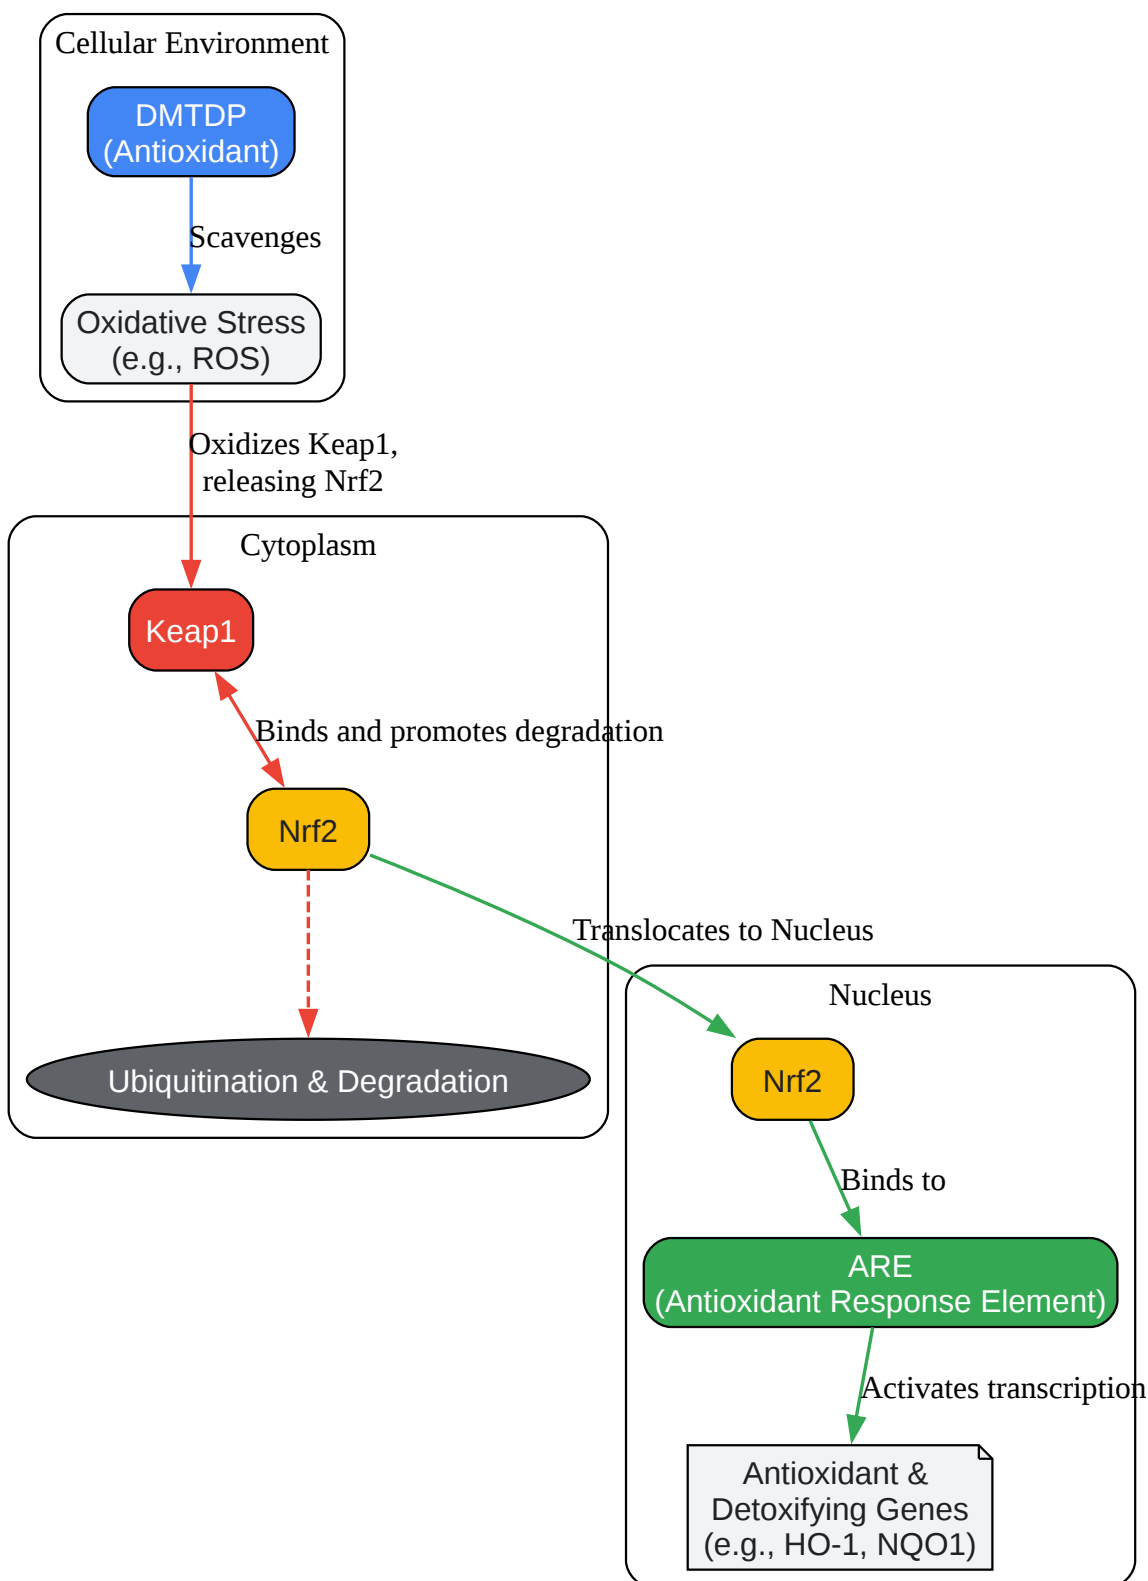 Cellular Environment
DMTDP
(Antioxidant)
Scavenges
Oxidative Stress
(e.g., ROS)
Oxidizes Keap1,
releasing Nrf2
Cytoplasm
Keap1
Binds and promotes degradation
Nrf2
Translocates to Nucleus
Nucleus
Ubiquitination & Degradation
Nrf2
Binds to
ARE
(Antioxidant Response Element)
Activates transcription
Antioxidant &
Detoxifying Genes
(e.g., HO-1, NQO1)